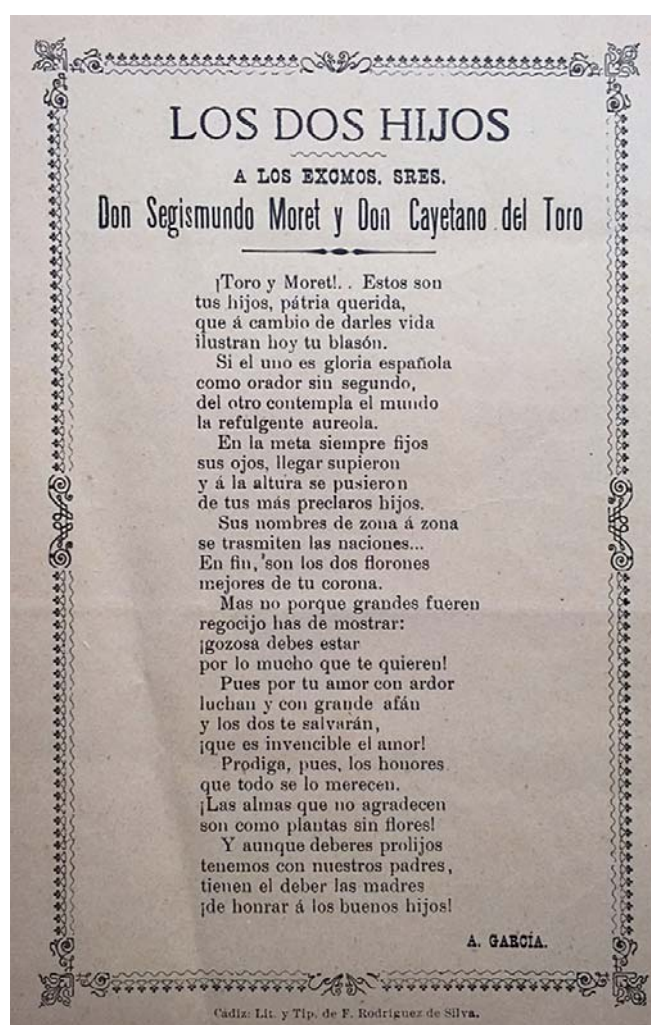 LOS DOS HIJOS
A LOS EXCMOS. SRES.
Don Segismundo Moret y Don Cayetano del Toro
¡Toro y Moret!.. Estos son
tus hijos, pátria querida,
que á cambio de darles vida
ilustran hoy tu blasón.
Si el uno es gloria española
como orador sin segundo,
del otro contempla el mundo
la refulgente aureola.
En la meta siempre fijos
sus ojos, llegar supieron
y á la altura se pusieron
de tus más preclaros hijos.
Sus nombres de zona á zona
se trasmiten las naciones...
En fin, son los dos florones
mejores de tu corona.
Mas no porque grandes fueren
regocijo has de mostrar:
¡gozosa debes estar
por lo mucho que te quieren!
Pues por tu amor con ardor
luchan y con grande afán
y los dos te salvarán,
¡que es invencible el amor!
Prodiga, pues, los honores
que todo se lo merecen.
¡Las almas que no agradecen
son como plantas sin flores!
Y aunque deberes prolijos
tenemos con nuestros padres,
tienen el deber las madres
¡de honrar á los buenos hijos!
A. GARCÍA.
Cádiz: Lit. y Tip. de F. Rodríguez de Silva.